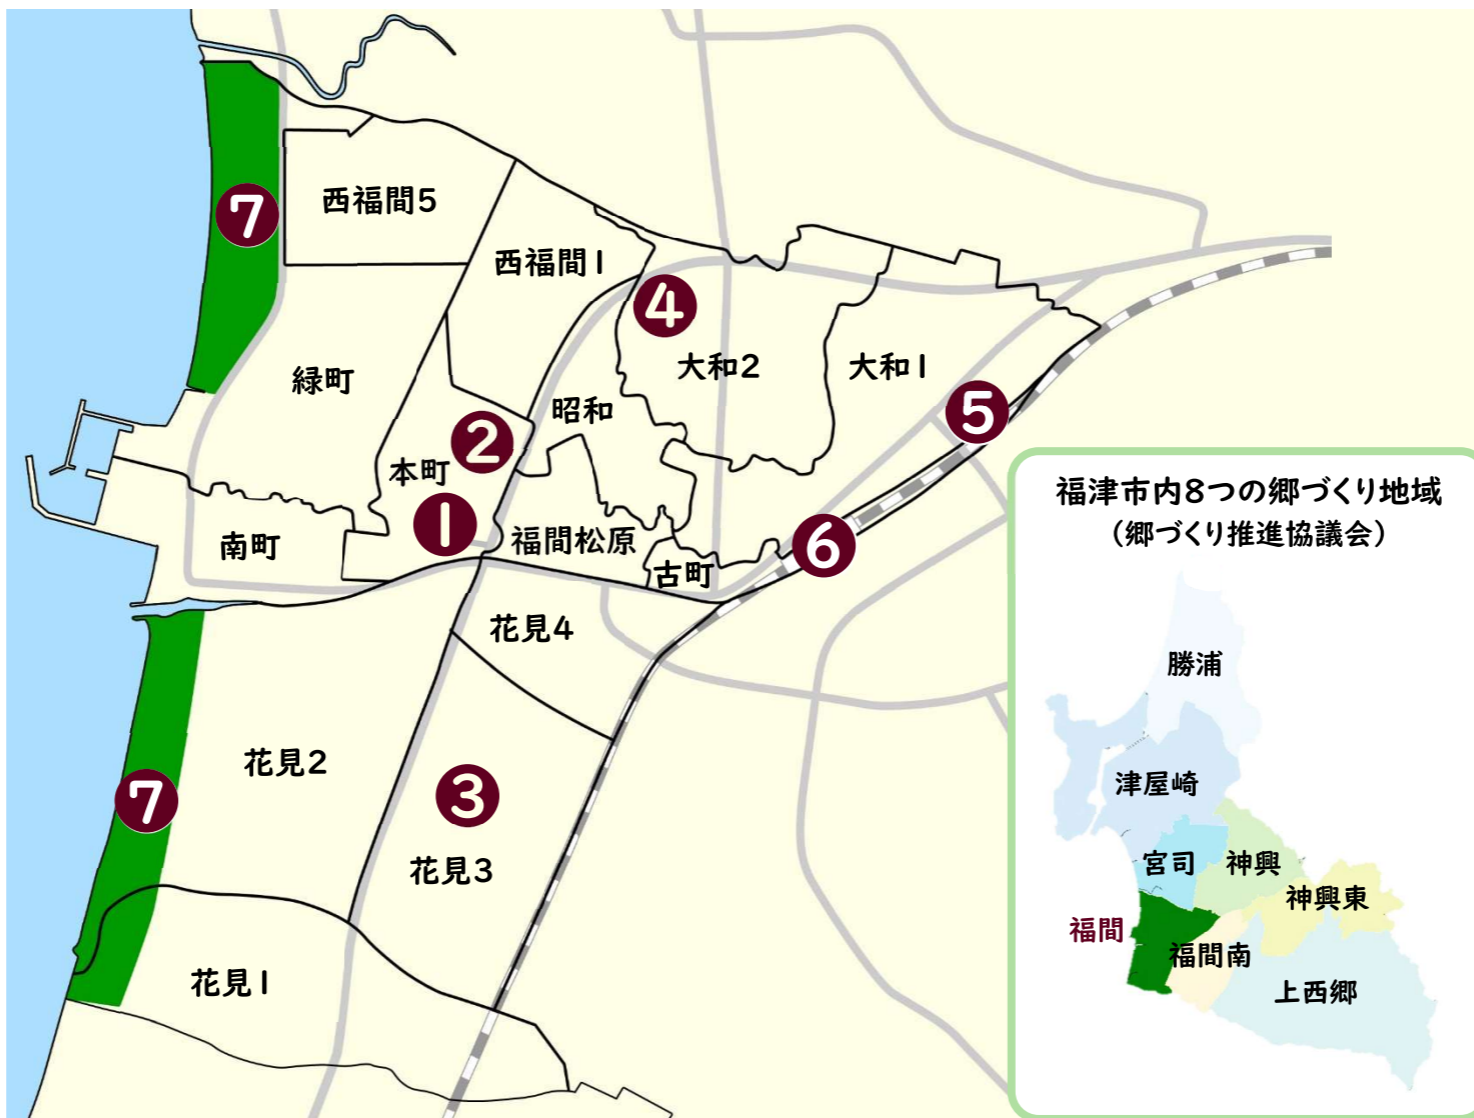 7
西福間5
西福間1
4
緑町
大和2
大和1
昭和
5
2
本町
1
福間松原
南町
6
古町
花見4
花見2
7
3
花見3
花見1
福津市内8つの郷づくり地域
(郷づくり推進協議会)
勝浦
津屋崎
宮司
神興
神興東
福間
福間南
上西郷